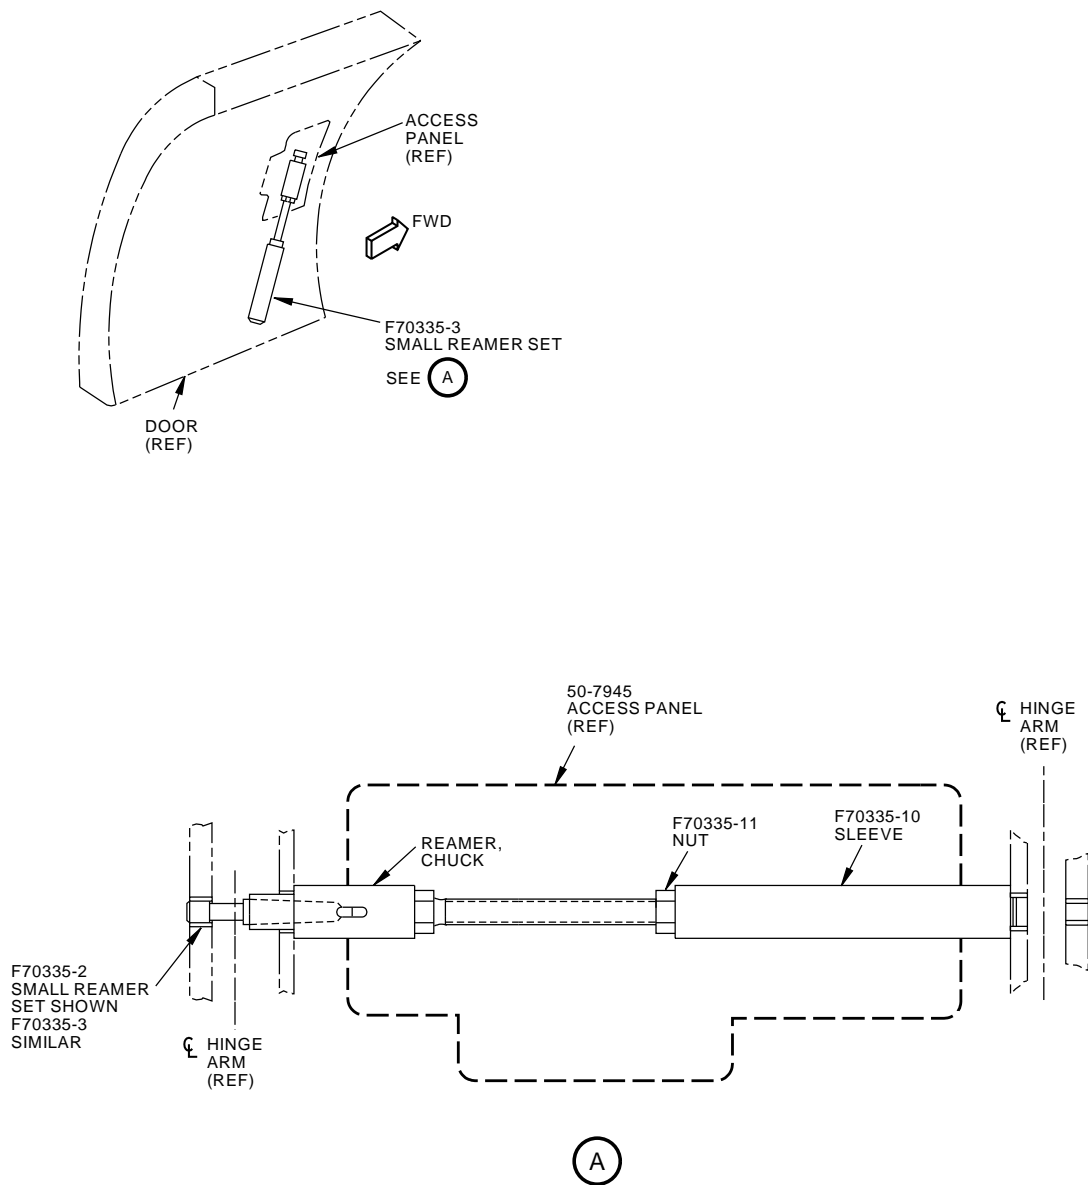 ACCESS
PANEL
(REF)
FWD
F70335-3
SMALL REAMER SET
SEE A
DOOR
(REF)
50-7945
ACCESS PANEL
(REF)
℄ HINGE
ARM
(REF)
REAMER,
CHUCK
F70335-11
NUT
F70335-10
SLEEVE
F70335-2
SMALL REAMER
SET SHOWN
F70335-3
SIMILAR
℄ HINGE
ARM
(REF)
A